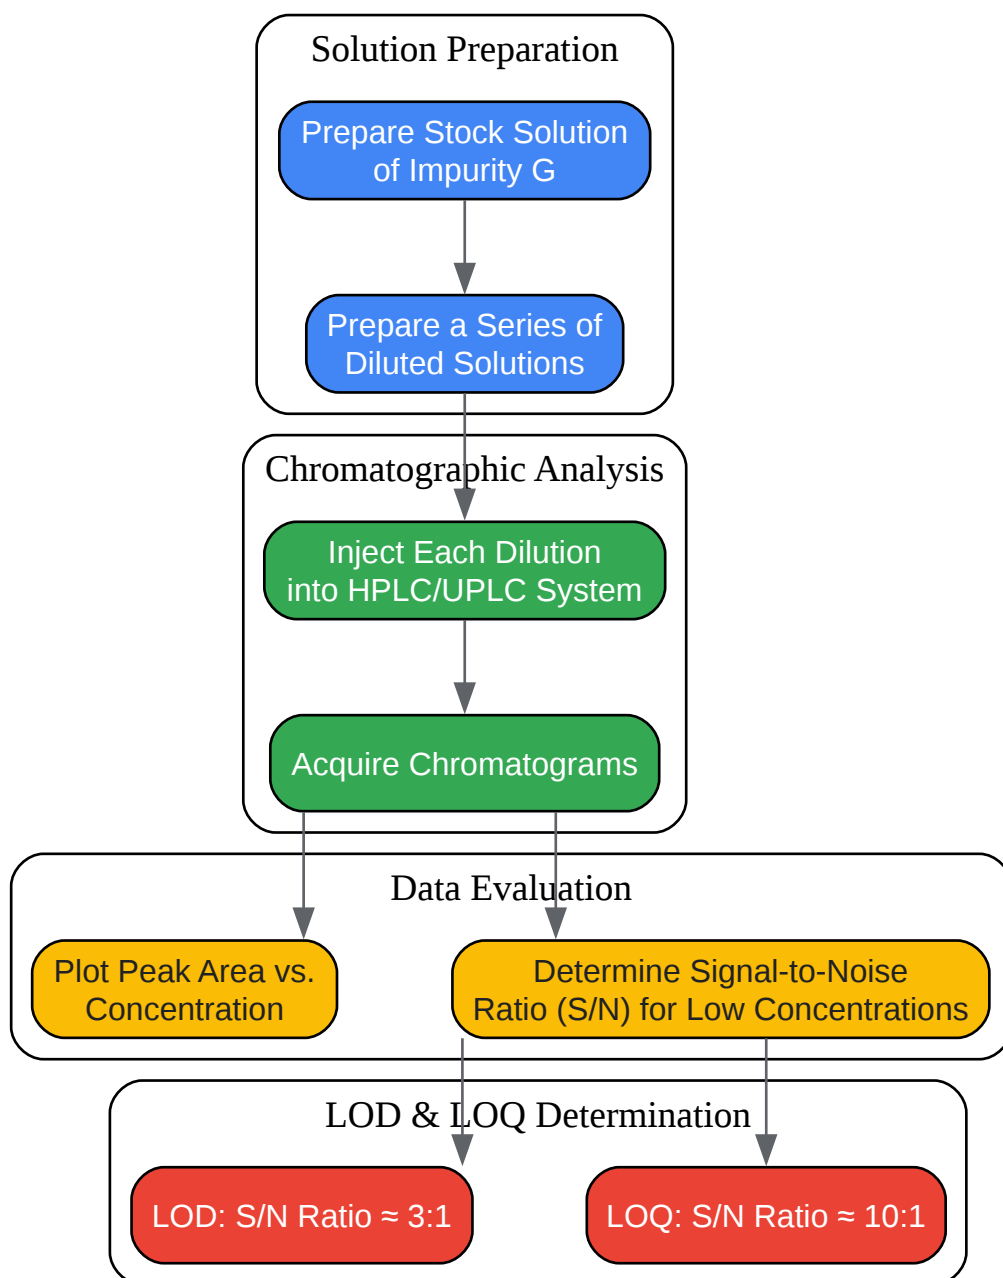 Solution Preparation
Prepare Stock Solution
of Impurity G
Prepare a Series of
Diluted Solutions
Chromatographic Analysis
Inject Each Dilution
into HPLC/UPLC System
Acquire Chromatograms
Data Evaluation
Plot Peak Area vs.
Concentration
Determine Signal-to-Noise
Ratio (S/N) for Low Concentrations
LOD & LOQ Determination
LOD: S/N Ratio ≈ 3:1
LOQ: S/N Ratio ≈ 10:1